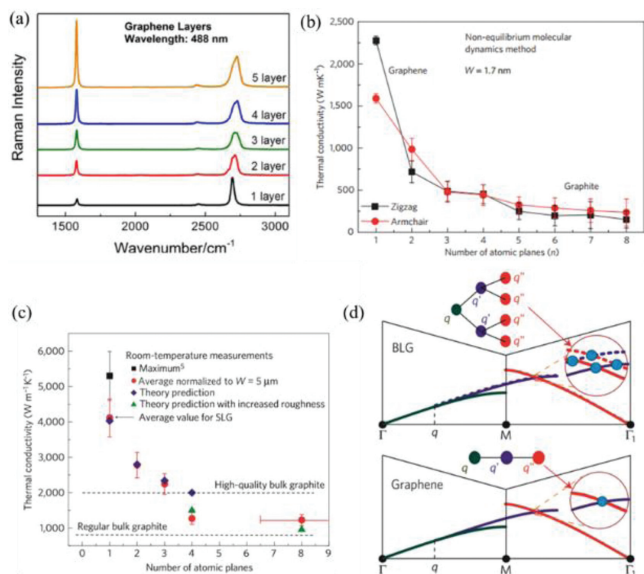 (a)
Graphene Layers
Wavelength: 488 nm
5 layer
4 layer
3 layer
2 layer
1 layer
Raman Intensity
1500 2000 2500 3000
Wavenumber/cm⁻¹
(b)
Non-equilibrium molecular
dynamics method
W = 1.7 nm
Graphene
Graphite
Zigzag
Armchair
2,500
2,000
1,500
1,000
500
0
Thermal conductivity (W mK⁻¹)
1 2 3 4 5 6 7 8
Number of atomic planes (n)
(c)
Room-temperature measurements
Maximum⁵
Average normalized to W = 5 μm
Theory prediction
Theory prediction with increased roughness
Average value for SLG
High-quality bulk graphite
Regular bulk graphite
6,000
5,000
4,000
3,000
2,000
1,000
Thermal conductivity (W m⁻¹K⁻¹)
0 1 2 3 4 5 6 7 8 9
Number of atomic planes
(d)
q''
q' q''
q
q' q''
q''
BLG
Γ q M Γ₁
q q' q''
Graphene
Γ q M Γ₁